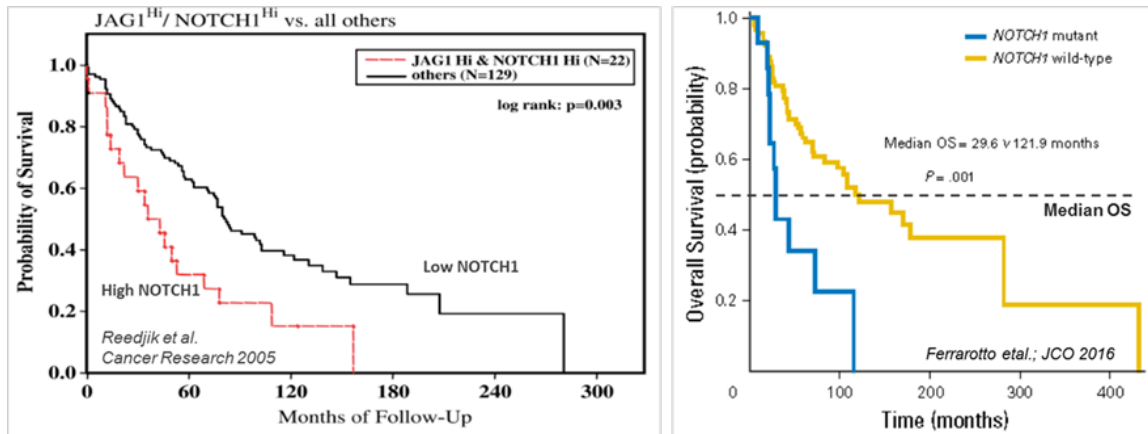 JAG1Hi/ NOTCH1Hi vs. all others
JAG1 Hi & NOTCH1 Hi (N=22)
others (N=129)
log rank: p=0.003
Probability of Survival
1.0
0.8
0.6
0.4
0.2
0.0
Low NOTCH1
High NOTCH1
Reedjik et al.
Cancer Research 2005
0 60 120 180 240 300
Months of Follow-Up
NOTCH1 mutant
NOTCH1 wild-type
Overall Survival (probability)
1.0
0.8
0.6
0.4
0.2
Median OS = 29.6 v 121.9 months
P = .001
Median OS
Ferrarotto etal.; JCO 2016
0 100 200 300 400
Time (months)